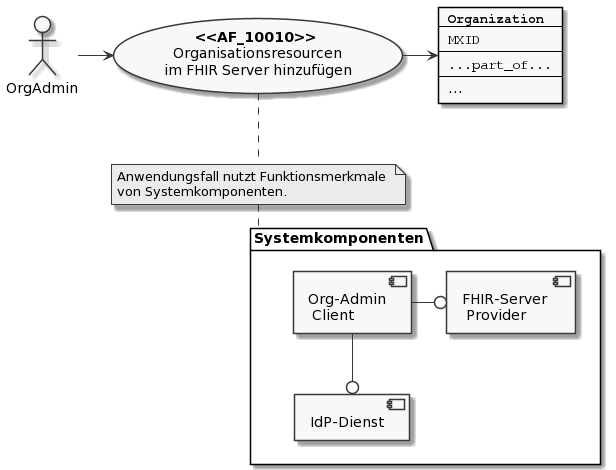 <<AF_10010>>
Organisationsresourcen
im FHIR Server hinzufügen
OrgAdmin
Organization
MXID
...part_of...
...
Anwendungsfall nutzt Funktionsmerkmale
von Systemkomponenten.
Systemkomponenten
Org-Admin
Client
FHIR-Server
Provider
IdP-Dienst